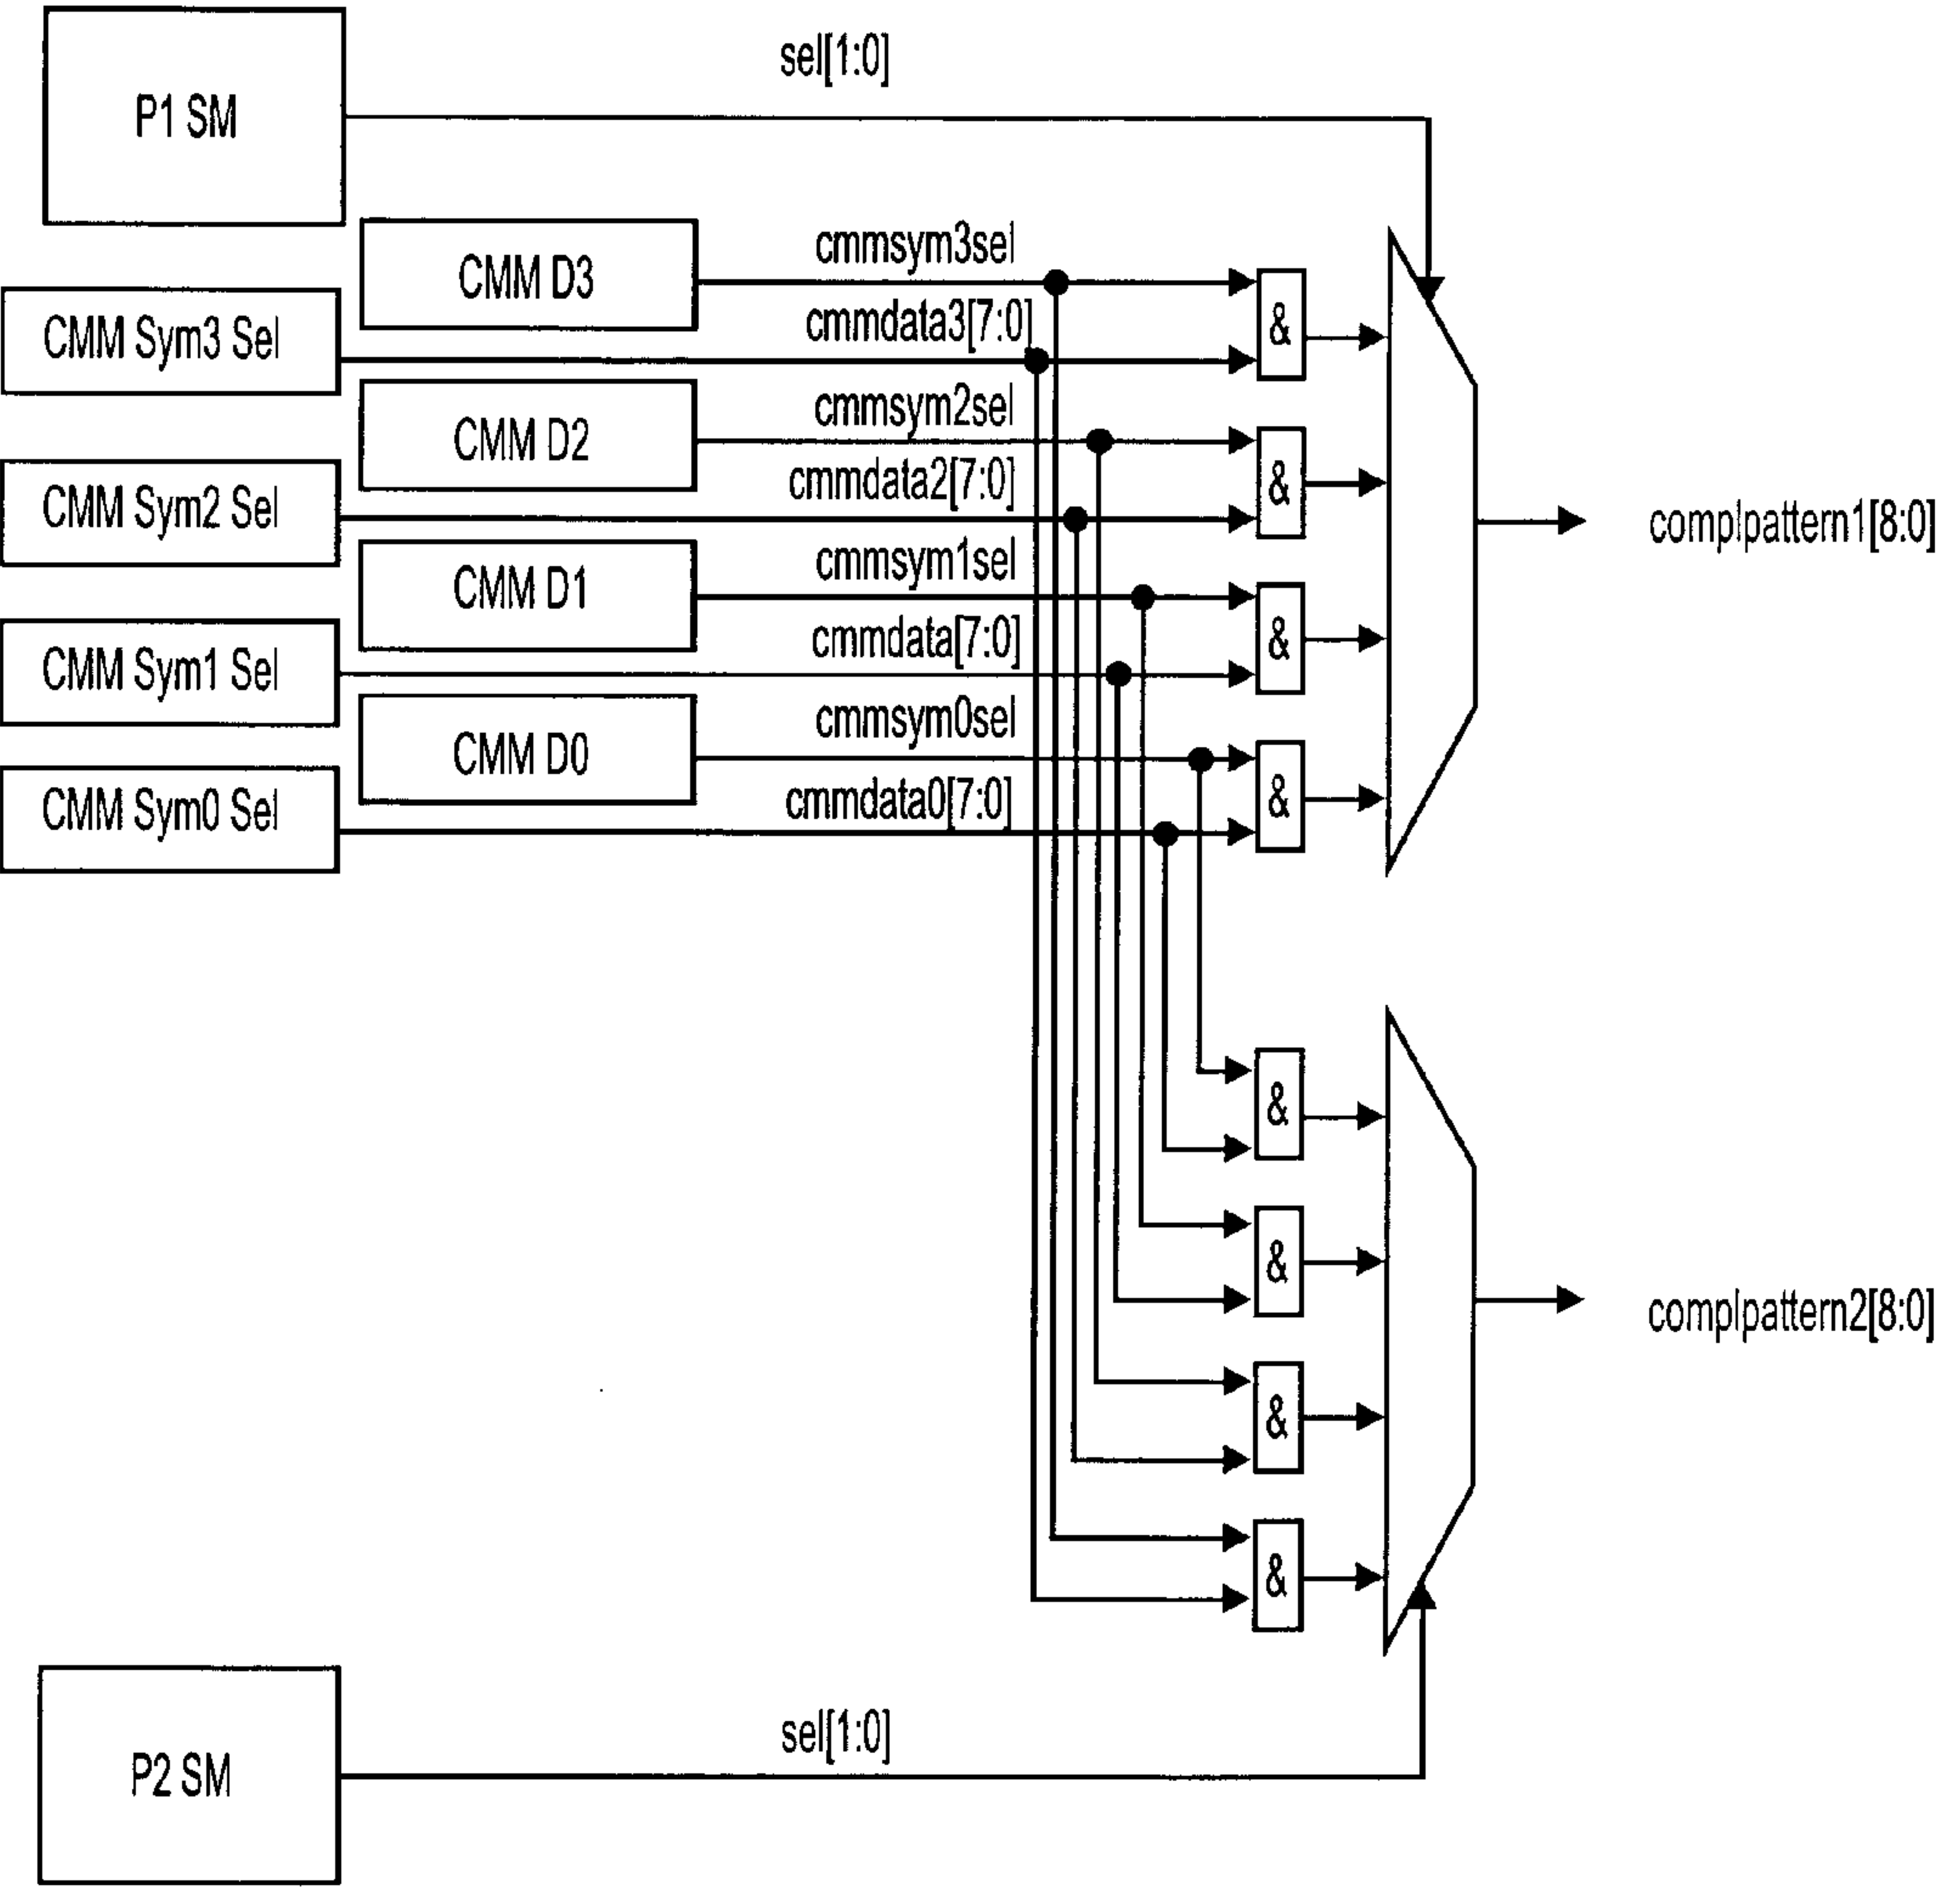 sel[1:0]
P1 SM
CMM D3
cmmsym3sel
&
CMM Sym3 Sel
cmmdata3[7:0]
CMM D2
cmmsym2sel
&
CMM Sym2 Sel
cmmdata2[7:0]
complpattern1[8:0]
CMM D1
cmmsym1sel
&
CMM Sym1 Sel
cmmdata[7:0]
CMM D0
cmmsym0sel
&
CMM Sym0 Sel
cmmdata0[7:0]
&
&
complpattern2[8:0]
&
&
sel[1:0]
P2 SM